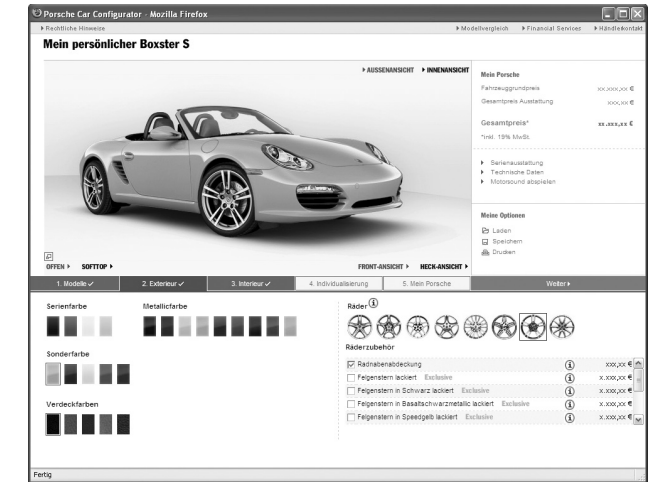 Porsche Car Configurator - Mozilla Firefox
Rechtliche Hinweise
Modellvergleich
Financial Services
Händlerkontakt
Mein persönlicher Boxster S
AUSSENANSICHT
INNENANSICHT
Mein Porsche
Fahrzeuggrundpreis xx.xxx,xx €
Gesamtpreis Ausstattung xxx,xx €
Gesamtpreis* xx.xxx,xx €
*inkl. 19% MwSt.
Serienausstattung
Technische Daten
Motorsound abspielen
Meine Optionen
Laden
Speichern
Drucken
OFFEN
SOFTTOP
FRONT-ANSICHT
HECK-ANSICHT
1. Modelle
2. Exterieur
3. Interieur
4. Individualisierung
5. Mein Porsche
Weiter
Serienfarbe
Metallicfarbe
Sonderfarbe
Verdeckfarben
Räder
Räderzubehör
Radnabenabdeckung xxx,xx €
Felgenstern lackiert Exclusive x.xxx,xx €
Felgenstern in Schwarz lackiert Exclusive x.xxx,xx €
Felgenstern in Basaltschwarzmetallic lackiert Exclusive x.xxx,xx €
Felgenstern in Speedgelb lackiert Exclusive x.xxx,xx €
Fertig